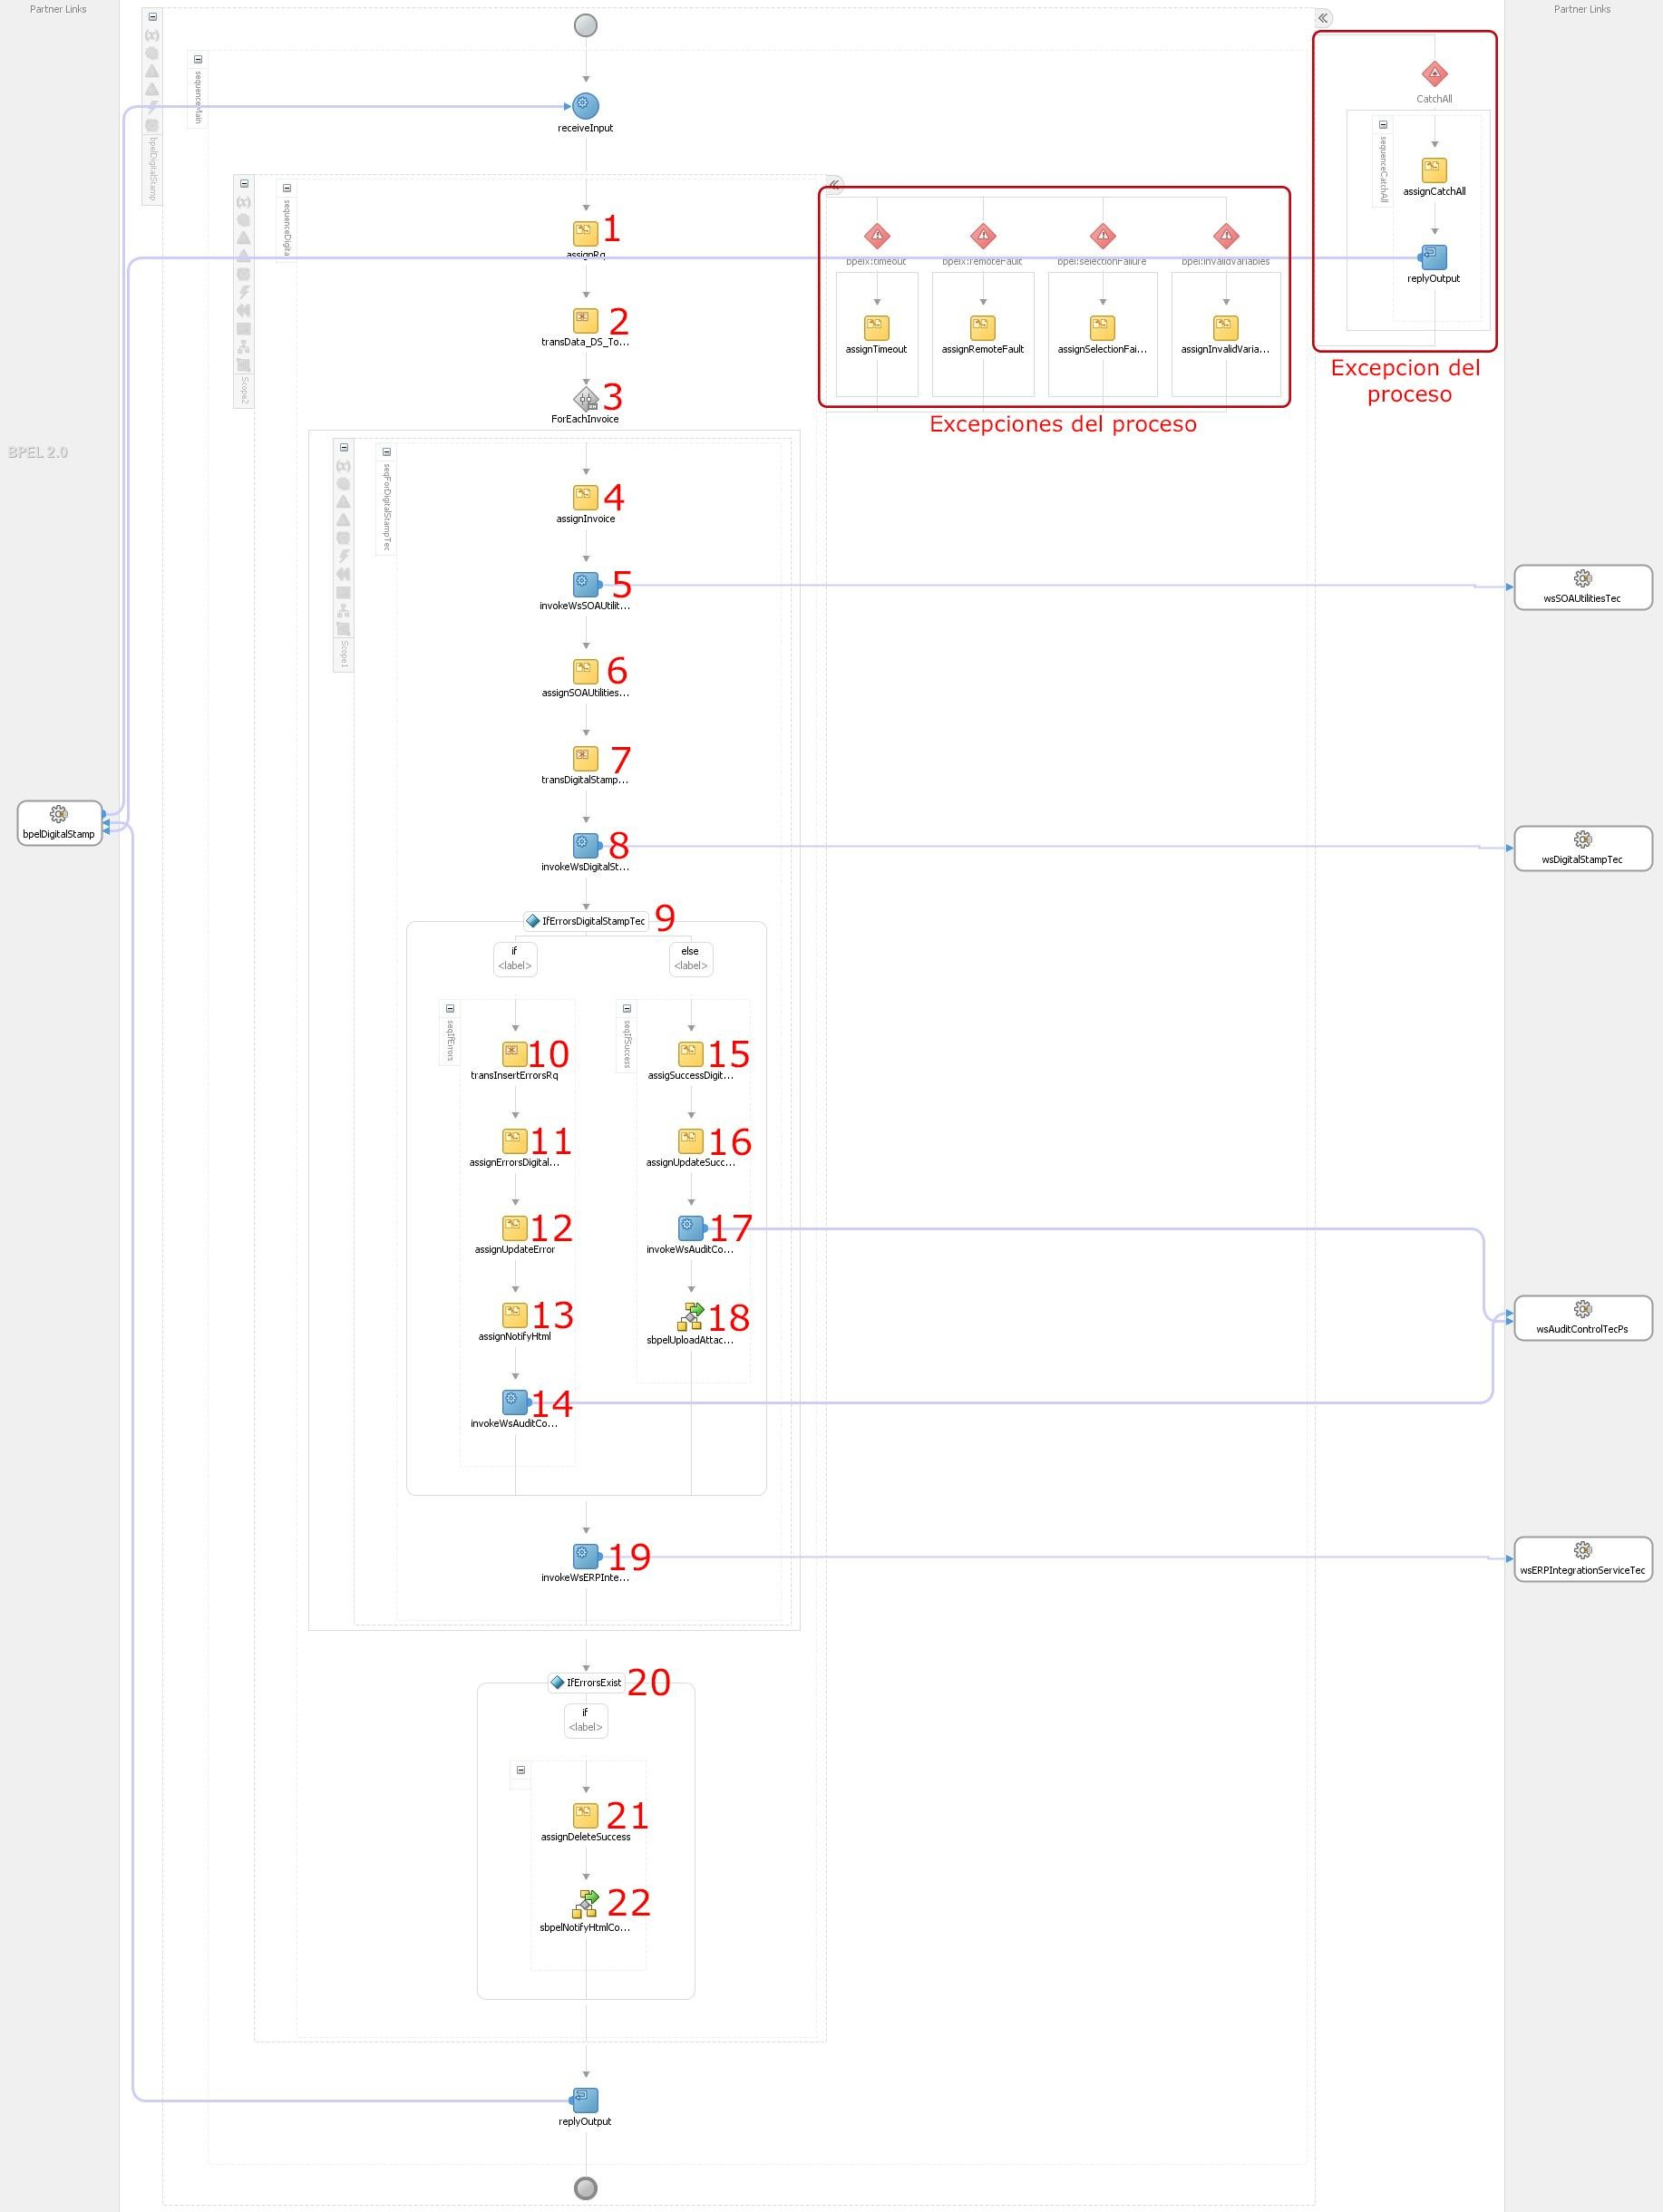 Partner Links
Partner Links
bpelDigitalStamp
sequenceMain
receiveInput
CatchAll
sequenceCatchAll
assignCatchAll
replyOutput
Excepcion del
proceso
Scope2
sequenceDigita
1
assignRq
2
transData_DS_To...
3
ForEachInvoice
bpelx:timeout
bpelx:remoteFault
bpel:selectionFailure
bpel:invalidVariables
assignTimeout
assignRemoteFault
assignSelectionFai...
assignInvalidVaria...
Excepciones del proceso
BPEL 2.0
Scope1
seqForDigitalStampTec
4
assignInvoice
5
invokeWsSOAUtilit...
wsSOAUtilitiesTec
6
assignSOAUtilities...
7
transDigitalStamp...
bpelDigitalStamp
8
invokeWsDigitalSt...
wsDigitalStampTec
IfErrorsDigitalStampTec
9
if
<label>
else
<label>
seqIfErrors
10
transInsertErrorsRq
11
assignErrorsDigital...
12
assignUpdateError
13
assignNotifyHtml
14
invokeWsAuditCo...
seqIfSuccess
15
assigSuccessDigit...
16
assignUpdateSucc...
17
invokeWsAuditCo...
18
sbpelUploadAttac...
wsAuditControlTecPs
19
invokeWsERPInte...
wsERPIntegrationServiceTec
IfErrorsExist
20
if
<label>
21
assignDeleteSuccess
22
sbpelNotifyHtmlCo...
replyOutput